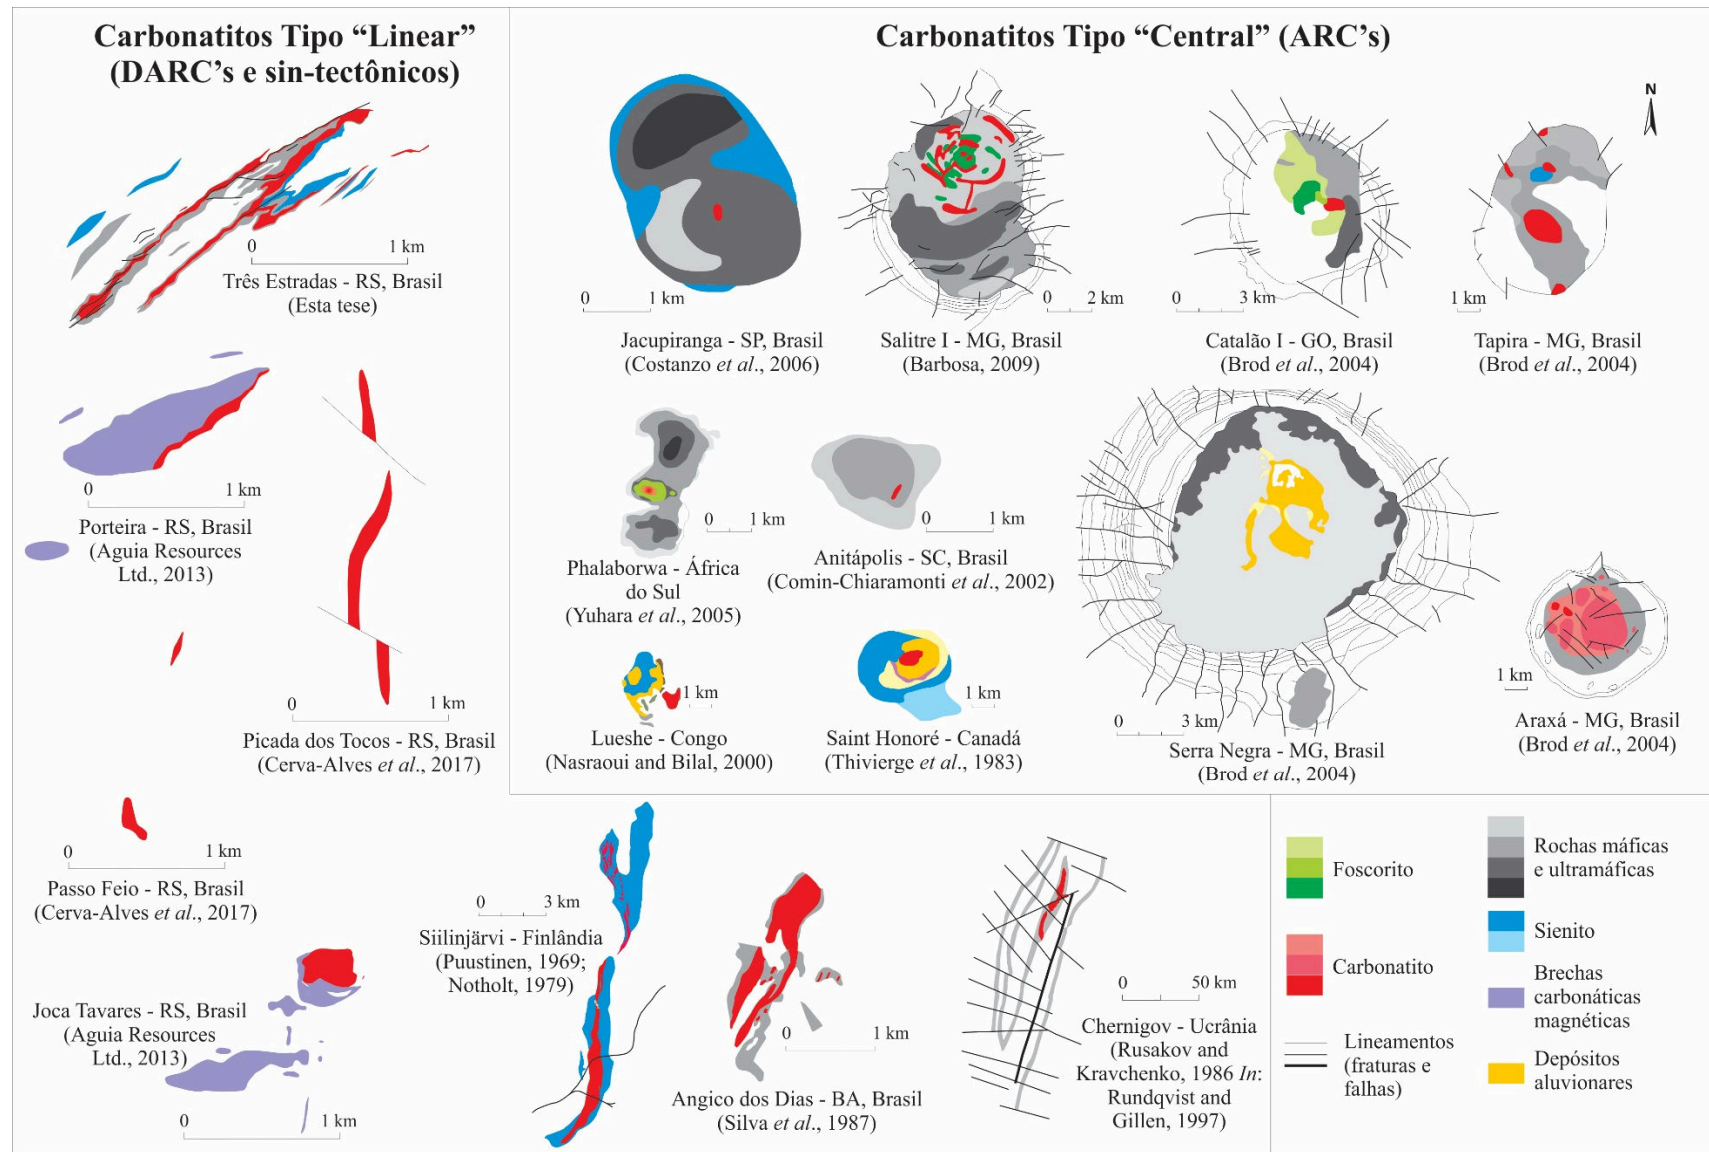 Carbonatitos Tipo “Linear”
(DARC's e sin-tectônicos)
0 1 km
Três Estradas - RS, Brasil
(Esta tese)
0 1 km
Porteira - RS, Brasil
(Aguia Resources
Ltd., 2013)
0 1 km
Picada dos Tocos - RS, Brasil
(Cerva-Alves et al., 2017)
0 1 km
Passo Feio - RS, Brasil
(Cerva-Alves et al., 2017)
Joca Tavares - RS, Brasil
(Aguia Resources
Ltd., 2013)
0 1 km
0 3 km
Siilinjärvi - Finlândia
(Puustinen, 1969;
Notholt, 1979)
0 1 km
Angico dos Dias - BA, Brasil
(Silva et al., 1987)
0 50 km
Chernigov - Ucrânia
(Rusakov and
Kravchenko, 1986 In:
Rundqvist and
Gillen, 1997)
Carbonatitos Tipo “Central” (ARC's)
N
0 1 km
Jacupiranga - SP, Brasil
(Costanzo et al., 2006)
0 2 km
Salitre I - MG, Brasil
(Barbosa, 2009)
0 3 km
Catalão I - GO, Brasil
(Brod et al., 2004)
1 km
Tapira - MG, Brasil
(Brod et al., 2004)
0 1 km
Phalaborwa - África
do Sul
(Yuhara et al., 2005)
0 1 km
Anitápolis - SC, Brasil
(Comin-Chiaramonti et al., 2002)
1 km
Lueshe - Congo
(Nasraoui and Bilal, 2000)
1 km
Saint Honoré - Canadá
(Thivierge et al., 1983)
0 3 km
Serra Negra - MG, Brasil
(Brod et al., 2004)
1 km
Araxá - MG, Brasil
(Brod et al., 2004)
Foscorito
Carbonatito
Lineamentos
(fraturas e
falhas)
Rochas máficas
e ultramáficas
Sienito
Brechas
carbonáticas
magnéticas
Depósitos
aluvionares